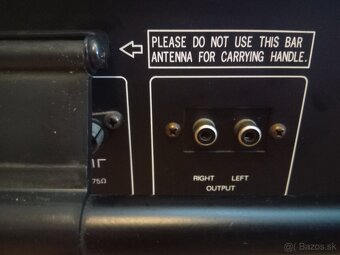 PLEASE DO NOT USE THIS BAR
ANTENNA FOR CARRYING HANDLE.
75Ω
RIGHT LEFT
OUTPUT
Bazos.sk